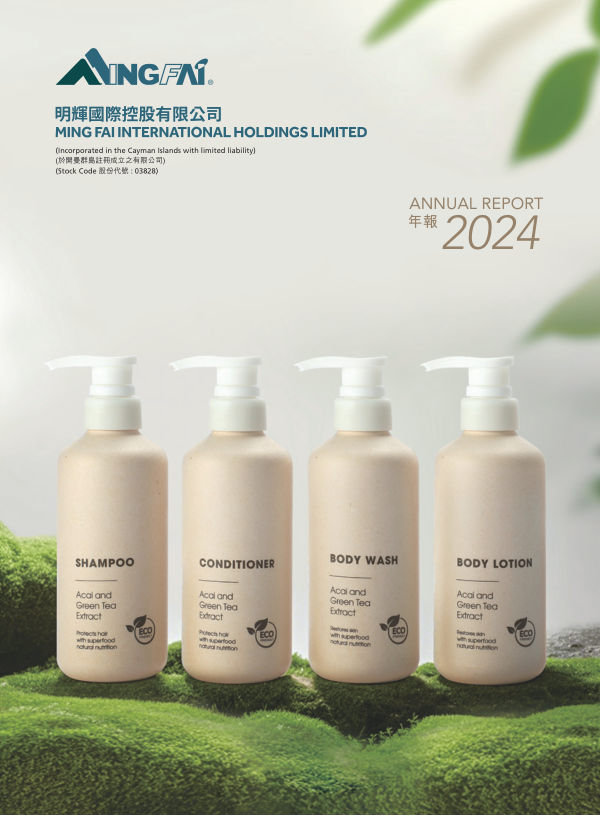 MINGFAI®
明輝國際控股有限公司
MING FAI INTERNATIONAL HOLDINGS LIMITED
(Incorporated in the Cayman Islands with limited liability)
(於開曼群島註冊成立之有限公司)
(Stock Code 股份代號 : 03828)
ANNUAL REPORT
年報 2024
SHAMPOO
Acai and
Green Tea
Extract
Protects hair
with superfood
natural nutrition
ECO
CONDITIONER
Acai and
Green Tea
Extract
Protects hair
with superfood
natural nutrition
ECO
BODY WASH
Acai and
Green Tea
Extract
Restores skin
with superfood
natural nutrition
ECO
BODY LOTION
Acai and
Green Tea
Extract
Restores skin
with superfood
natural nutrition
ECO